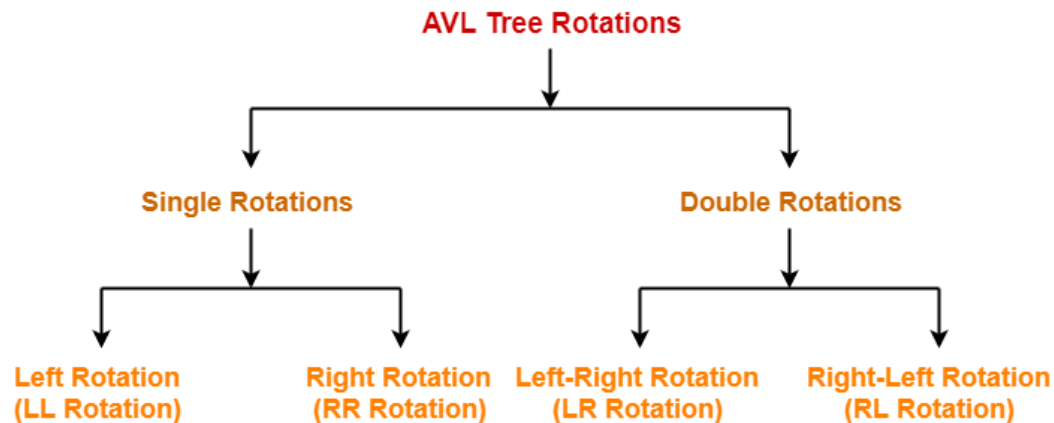 AVL Tree Rotations
Single Rotations
Double Rotations
Left Rotation
(LL Rotation)
Right Rotation
(RR Rotation)
Left-Right Rotation
(LR Rotation)
Right-Left Rotation
(RL Rotation)